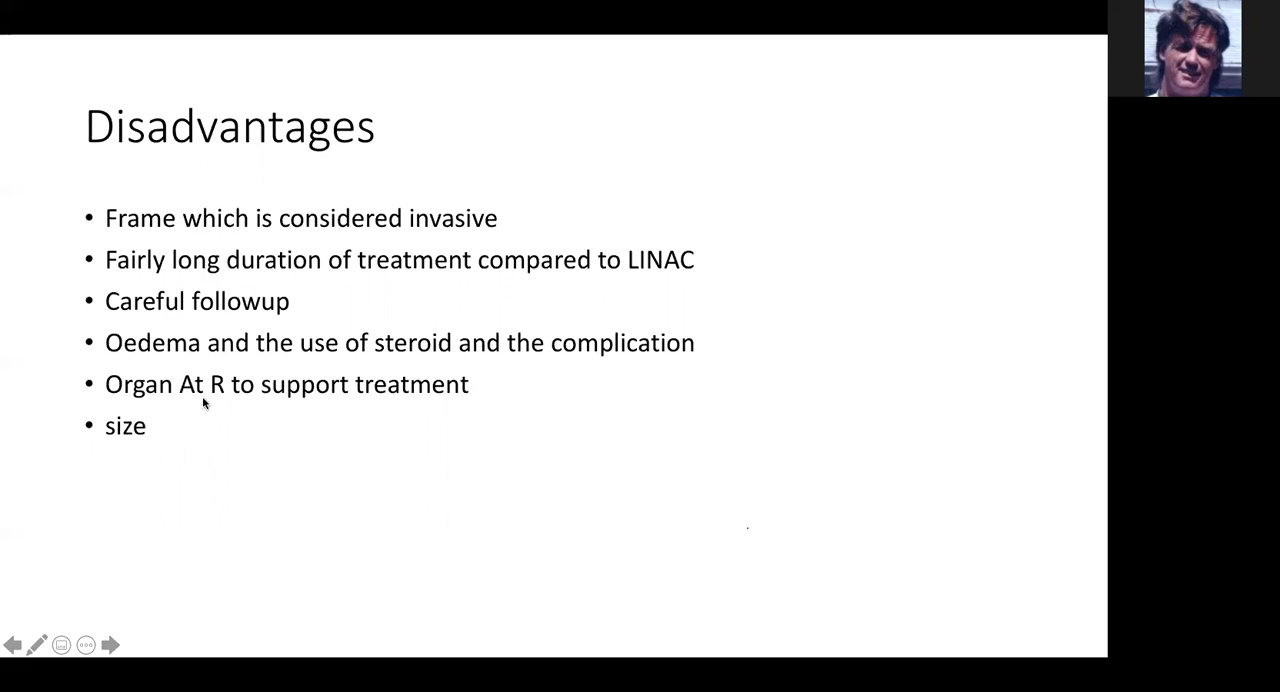 Disadvantages
• Frame which is considered invasive
• Fairly long duration of treatment compared to LINAC
• Careful followup
• Oedema and the use of steroid and the complication
• Organ At R to support treatment
• size